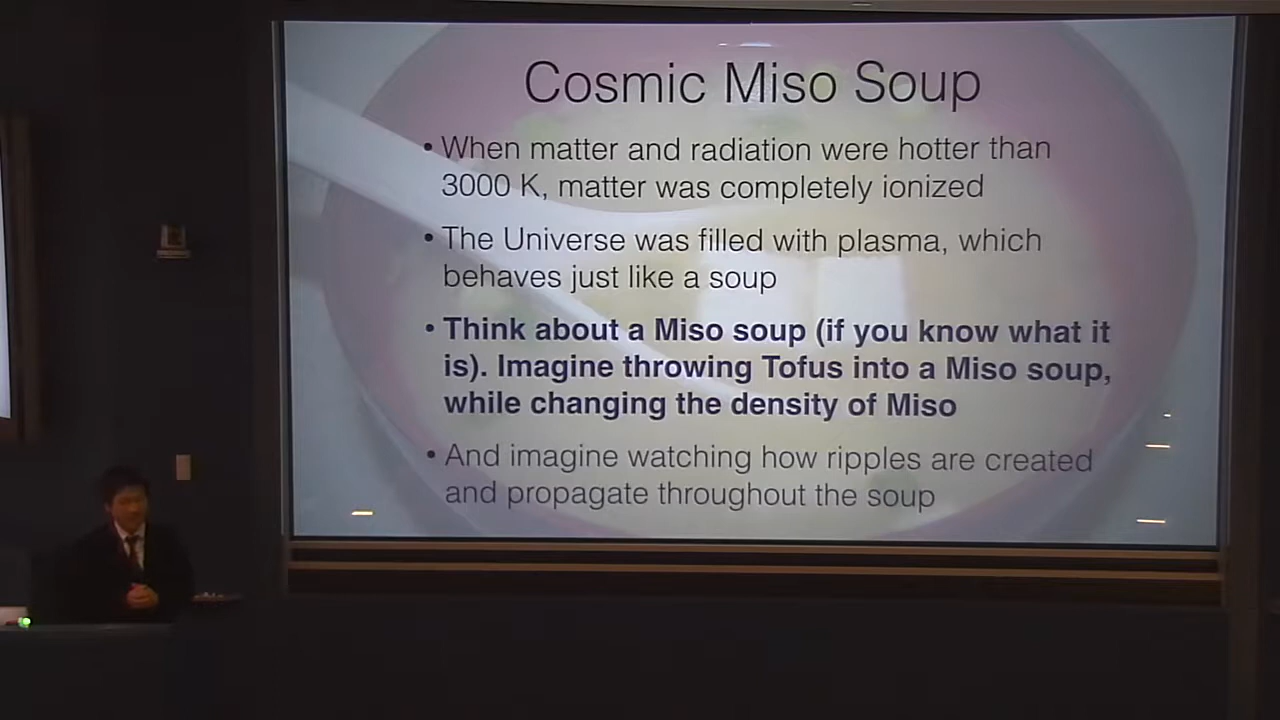 Cosmic Miso Soup
• When matter and radiation were hotter than
3000 K, matter was completely ionized
• The Universe was filled with plasma, which
behaves just like a soup
• Think about a Miso soup (if you know what it
is). Imagine throwing Tofus into a Miso soup,
while changing the density of Miso
• And imagine watching how ripples are created
and propagate throughout the soup